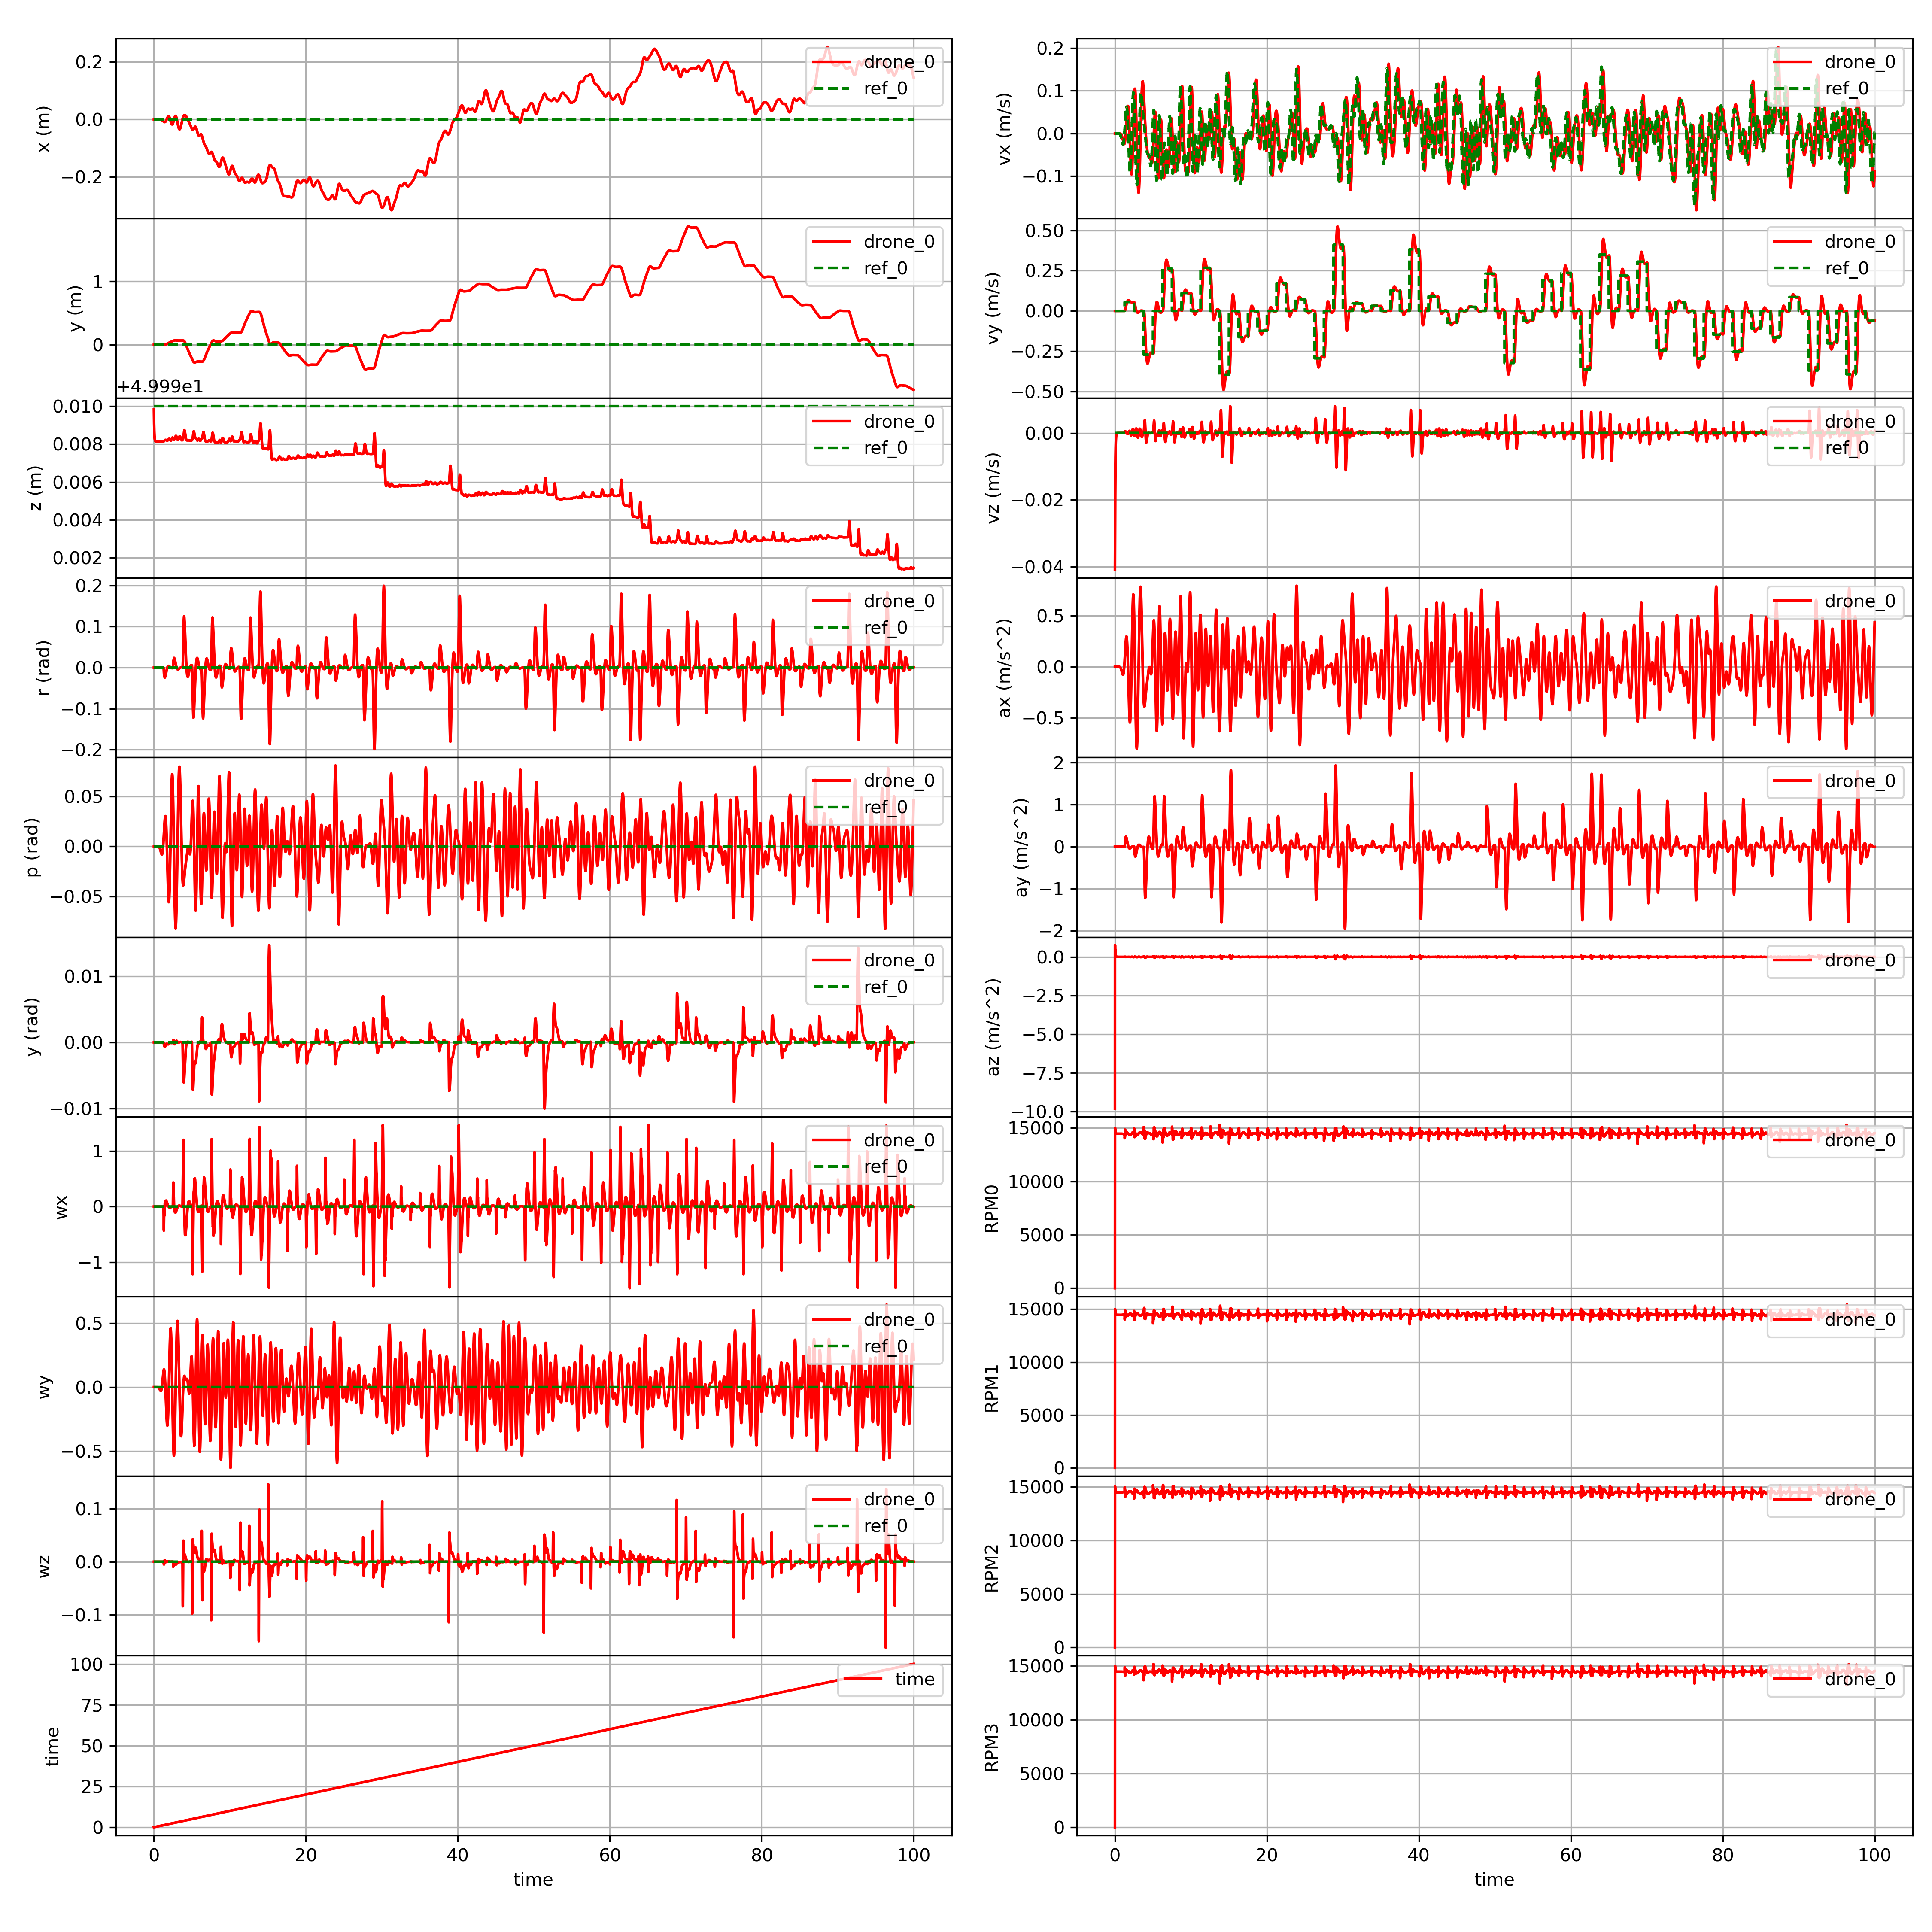 x (m)
0.2
0.0
−0.2
drone_0
ref_0
y (m)
1
0
drone_0
ref_0
+4.999e1
z (m)
0.010
0.008
0.006
0.004
0.002
drone_0
ref_0
r (rad)
0.2
0.1
0.0
−0.1
−0.2
drone_0
ref_0
p (rad)
0.05
0.00
−0.05
drone_0
ref_0
y (rad)
0.01
0.00
−0.01
drone_0
ref_0
wx
1
0
−1
drone_0
ref_0
wy
0.5
0.0
−0.5
drone_0
ref_0
wz
0.1
0.0
−0.1
drone_0
ref_0
time
100
75
50
25
0
time
0 20 40 60 80 100
time
vx (m/s)
0.2
0.1
0.0
−0.1
drone_0
ref_0
vy (m/s)
0.50
0.25
0.00
−0.25
−0.50
drone_0
ref_0
vz (m/s)
0.00
−0.02
−0.04
drone_0
ref_0
ax (m/s^2)
0.5
0.0
−0.5
drone_0
ay (m/s^2)
2
1
0
−1
−2
drone_0
az (m/s^2)
0.0
−2.5
−5.0
−7.5
−10.0
drone_0
RPM0
15000
10000
5000
0
drone_0
RPM1
15000
10000
5000
0
drone_0
RPM2
15000
10000
5000
0
drone_0
RPM3
15000
10000
5000
0
drone_0
0 20 40 60 80 100
time